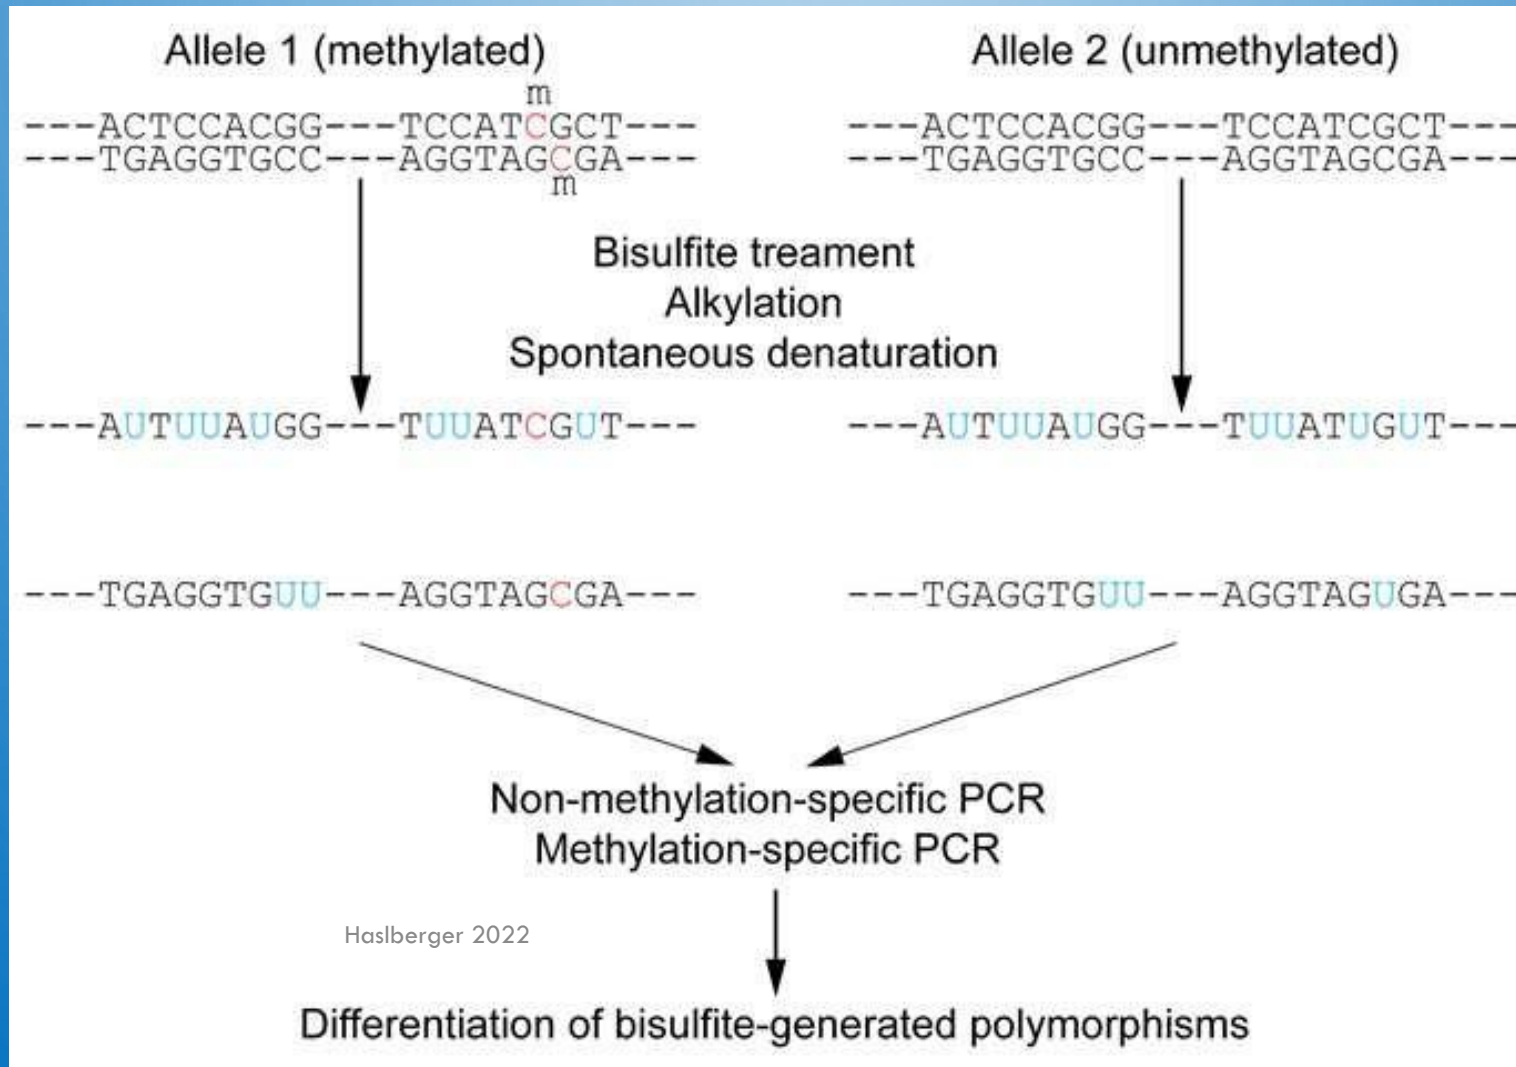 Allele 1 (methylated)
Allele 2 (unmethylated)
m
---ACTCCACGG---TCCATCGCT---
---TGAGGTGCC---AGGTAGCGA---
m
---ACTCCACGG---TCCATCGCT---
---TGAGGTGCC---AGGTAGCGA---
Bisulfite treament
Alkylation
Spontaneous denaturation
---AUTUUAUGG---TUUATCGUT---
---AUTUUAUGG---TUUATUGUT---
---TGAGGTGUU---AGGTAGCGA---
---TGAGGTGUU---AGGTAGUGA---
Non-methylation-specific PCR
Methylation-specific PCR
Haslberger 2022
Differentiation of bisulfite-generated polymorphisms